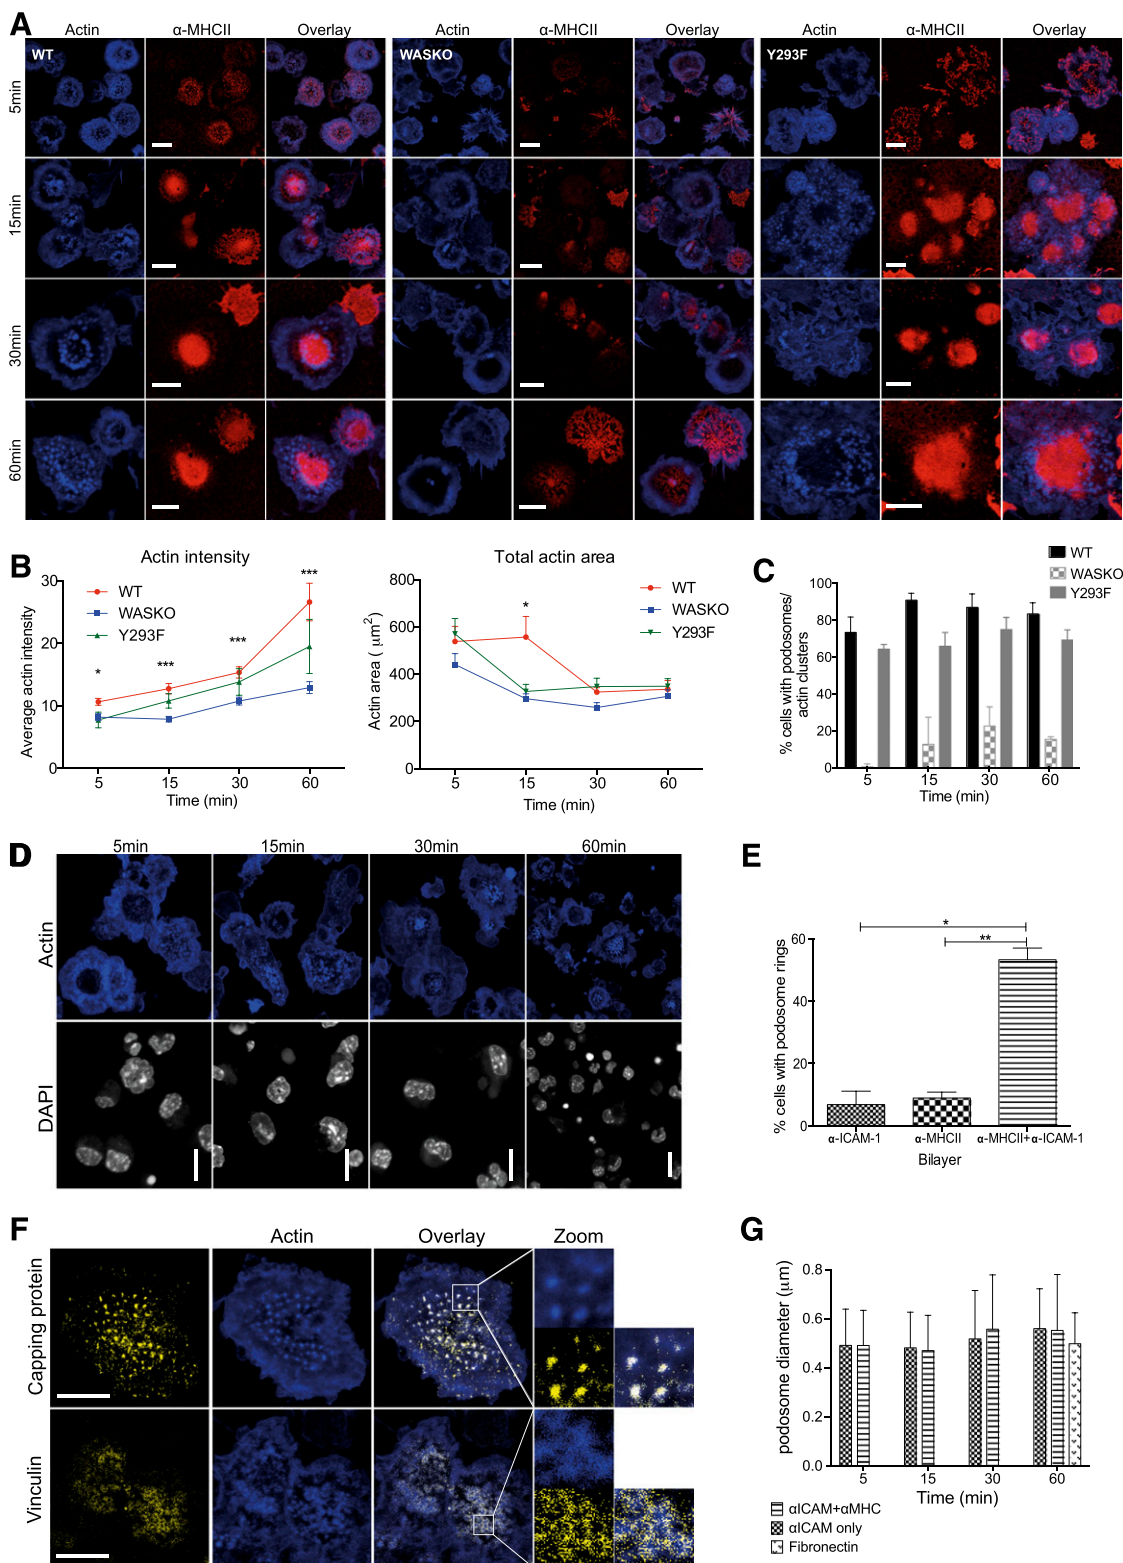 A
Actin α-MHCII Overlay Actin α-MHCII Overlay Actin α-MHCII Overlay
WT WASKO Y293F
5min
15min
30min
60min
B
Actin intensity
Average actin intensity
30
20
10
0
WT
WASKO
Y293F
* *** *** ***
5 15 30 60
Time (min)
Total actin area
Actin area ( µm²)
800
600
400
200
0
WT
WASKO
Y293F
*
5 15 30 60
Time (min)
C
WT
WASKO
Y293F
% cells with podosomes/
actin clusters
100
80
60
40
20
0
5 15 30 60
Time (min)
D
5min 15min 30min 60min
Actin
DAPI
E
% cells with podosome rings
60
40
20
0
*
**
α-ICAM-1 α-MHCII α-MHCII+α-ICAM-1
Bilayer
F
Actin Overlay Zoom
Capping protein
Vinculin
G
podosome diameter (µm)
0.8
0.6
0.4
0.2
0.0
5 15 30 60
Time (min)
αICAM+αMHC
αICAM only
Fibronectin